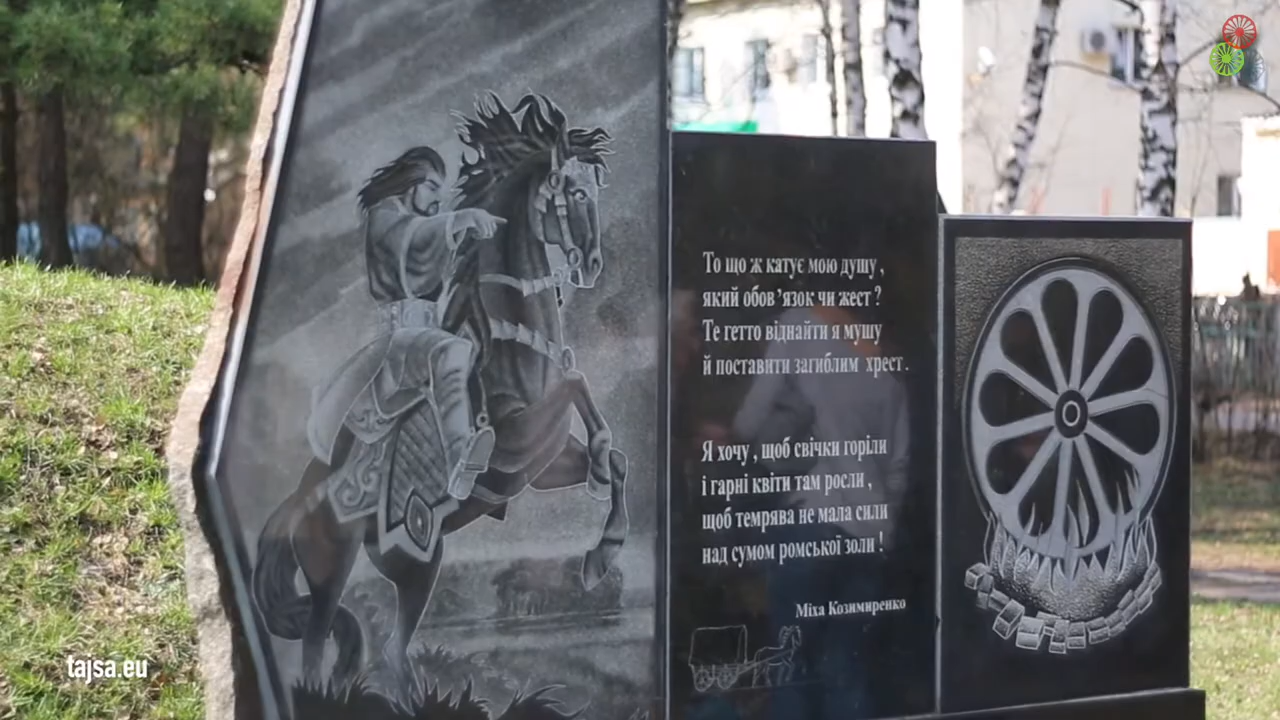 То що ж катує мою душу ,
який обов’язок чи жест ?
Те гетто віднайти я мушу
й поставити загиблим хрест .
Я хочу , щоб свічки горіли
і гарні квіти там росли ,
щоб темрява не мала сили
над сумом ромської золи !
Міха Козимиренко
tajsa.eu